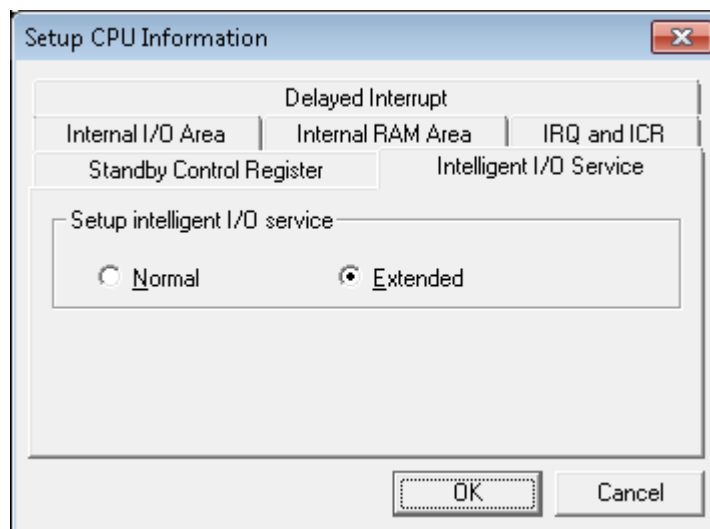 Setup CPU Information
Delayed Interrupt
Internal I/O Area Internal RAM Area IRQ and ICR
Standby Control Register Intelligent I/O Service
Setup intelligent I/O service
Normal Extended
OK Cancel